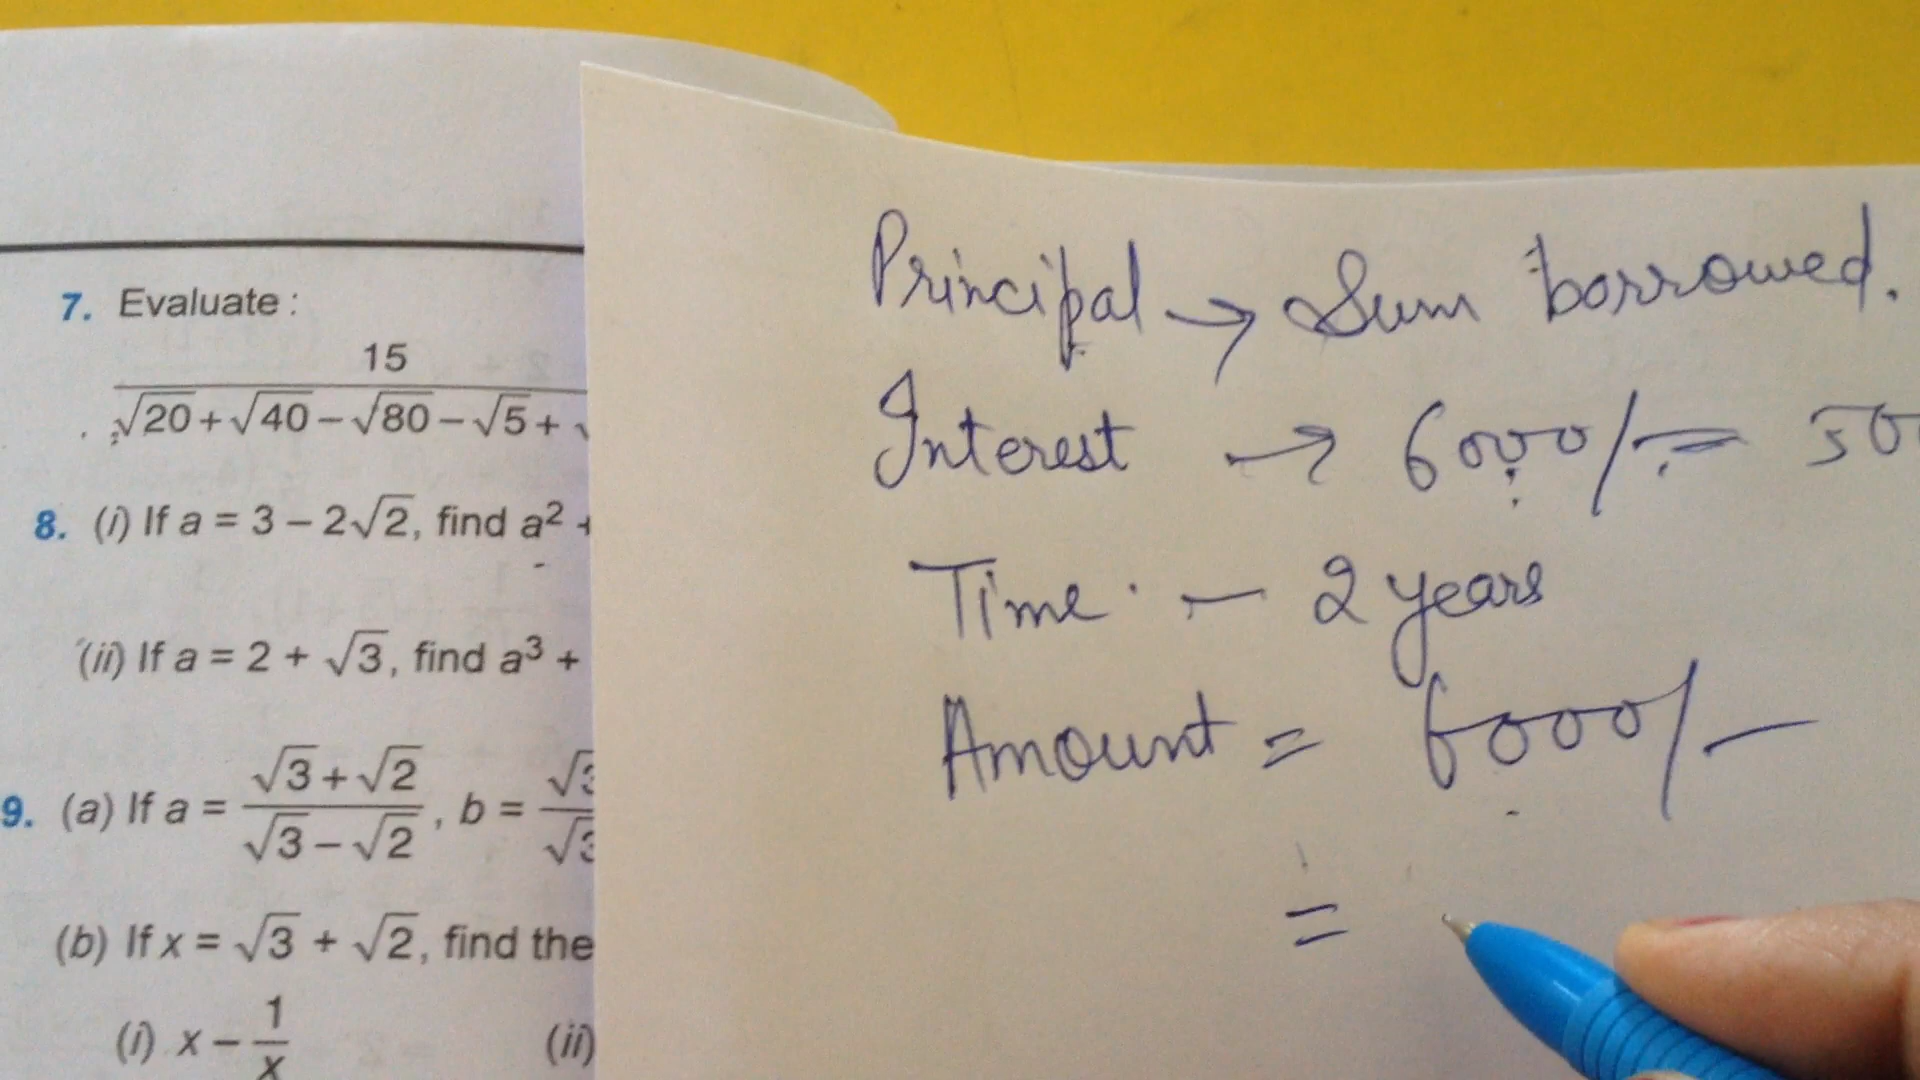 7. Evaluate :
15
√20 + √40 – √80 – √5 +
8. (i) If a = 3 – 2√2, find a² +
(ii) If a = 2 + √3, find a³ +
9. (a) If a = (√3 + √2)/(√3 – √2), b = √3/√3
(b) If x = √3 + √2, find the
(i) x – 1/x (ii)
Principal → Sum borrowed.
Interest → 6000/- = 50
Time - 2 years
Amount = 6000/-
=